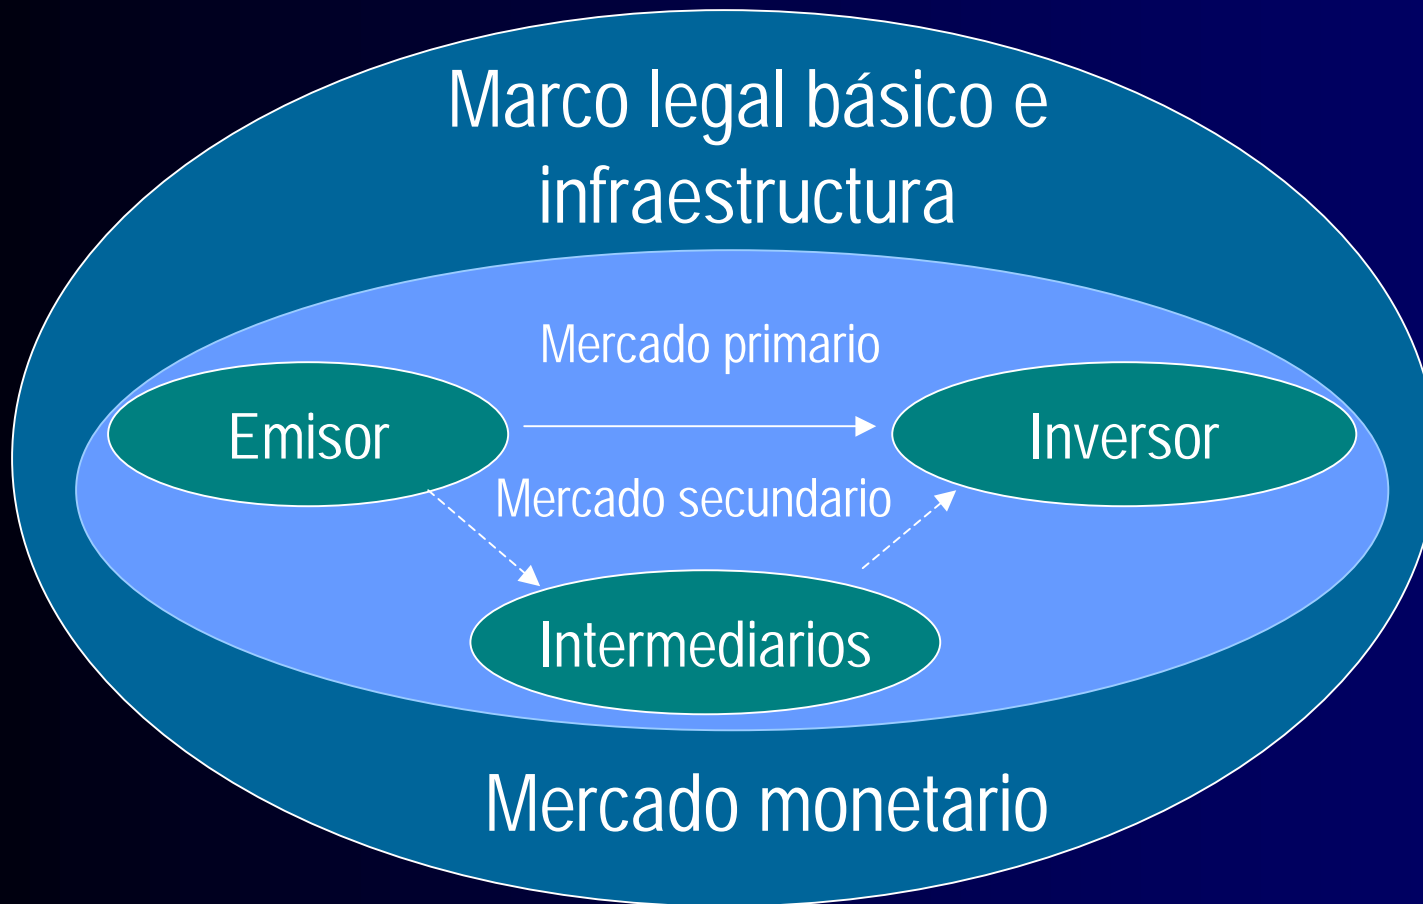 Marco legal básico e
infraestructura
Mercado primario
Emisor
Inversor
Mercado secundario
Intermediarios
Mercado monetario